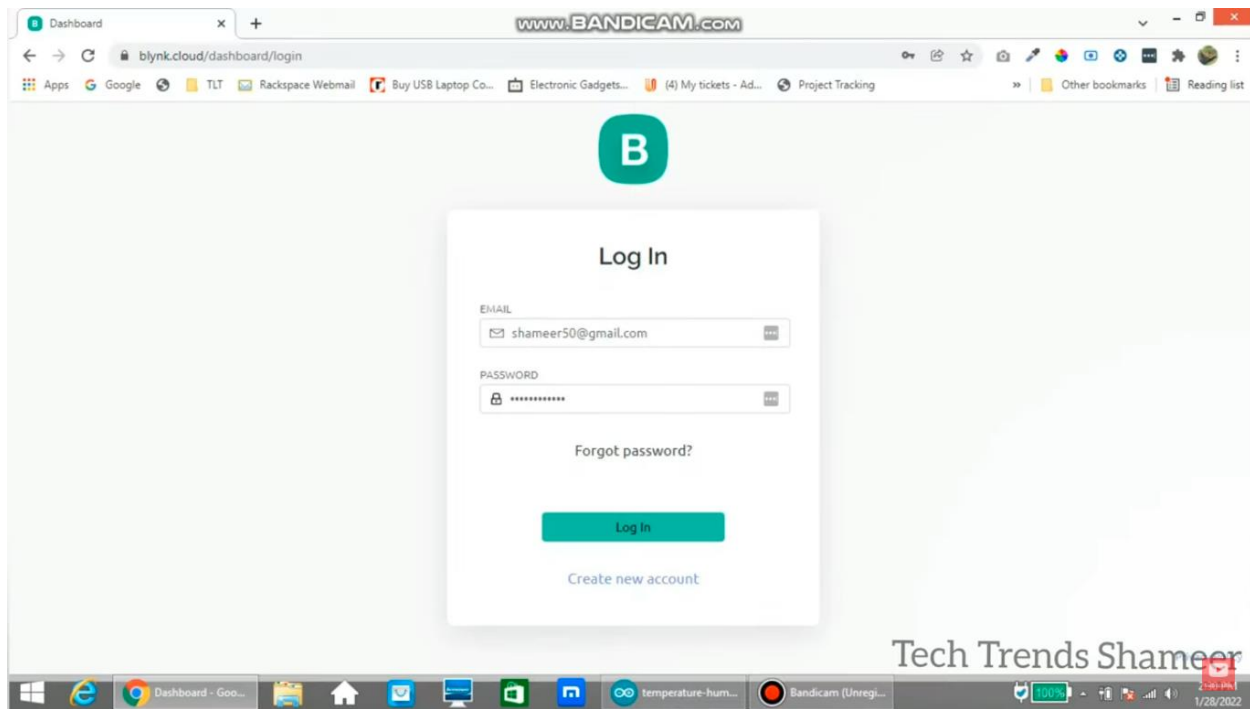 Dashboard
www.BANDICAM.com
blynk.cloud/dashboard/login
Apps Google TLT Rackspace Webmail Buy USB Laptop Co... Electronic Gadgets... (4) My tickets - Ad... Project Tracking » Other bookmarks Reading list
B
Log In
EMAIL
shameer50@gmail.com
PASSWORD
Forgot password?
Log In
Create new account
Tech Trends Shameer
Dashboard - Goo... temperature-hum... Bandicam (Unregi... 100%
1/28/2022